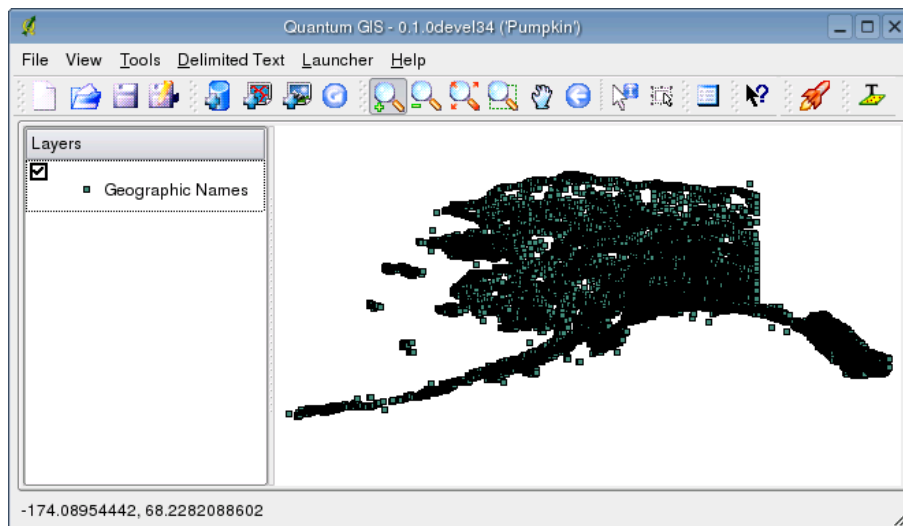 Quantum GIS - 0.1.0devel34 ('Pumpkin')
File View Tools Delimited Text Launcher Help
Layers
Geographic Names
-174.08954442, 68.2282088602